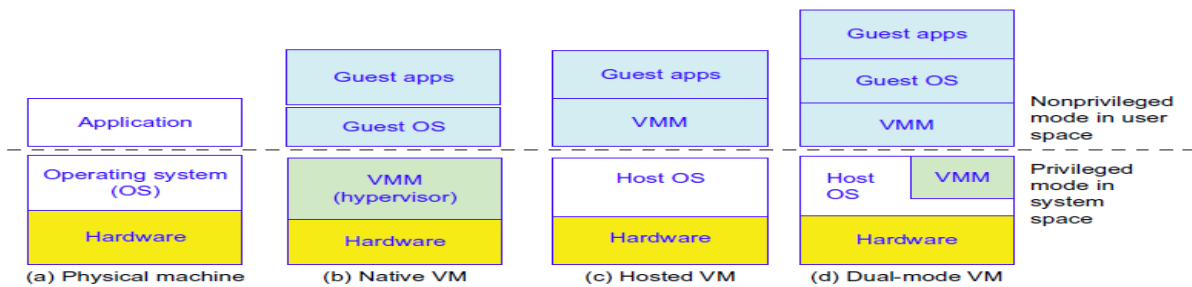 Application
Operating system
(OS)
Hardware
(a) Physical machine
Guest apps
Guest OS
VMM
(hypervisor)
Hardware
(b) Native VM
Guest apps
VMM
Host OS
Hardware
(c) Hosted VM
Guest apps
Guest OS
VMM
Host
OS
VMM
Hardware
(d) Dual-mode VM
Nonprivileged
mode in user
space
Privileged
mode in
system
space